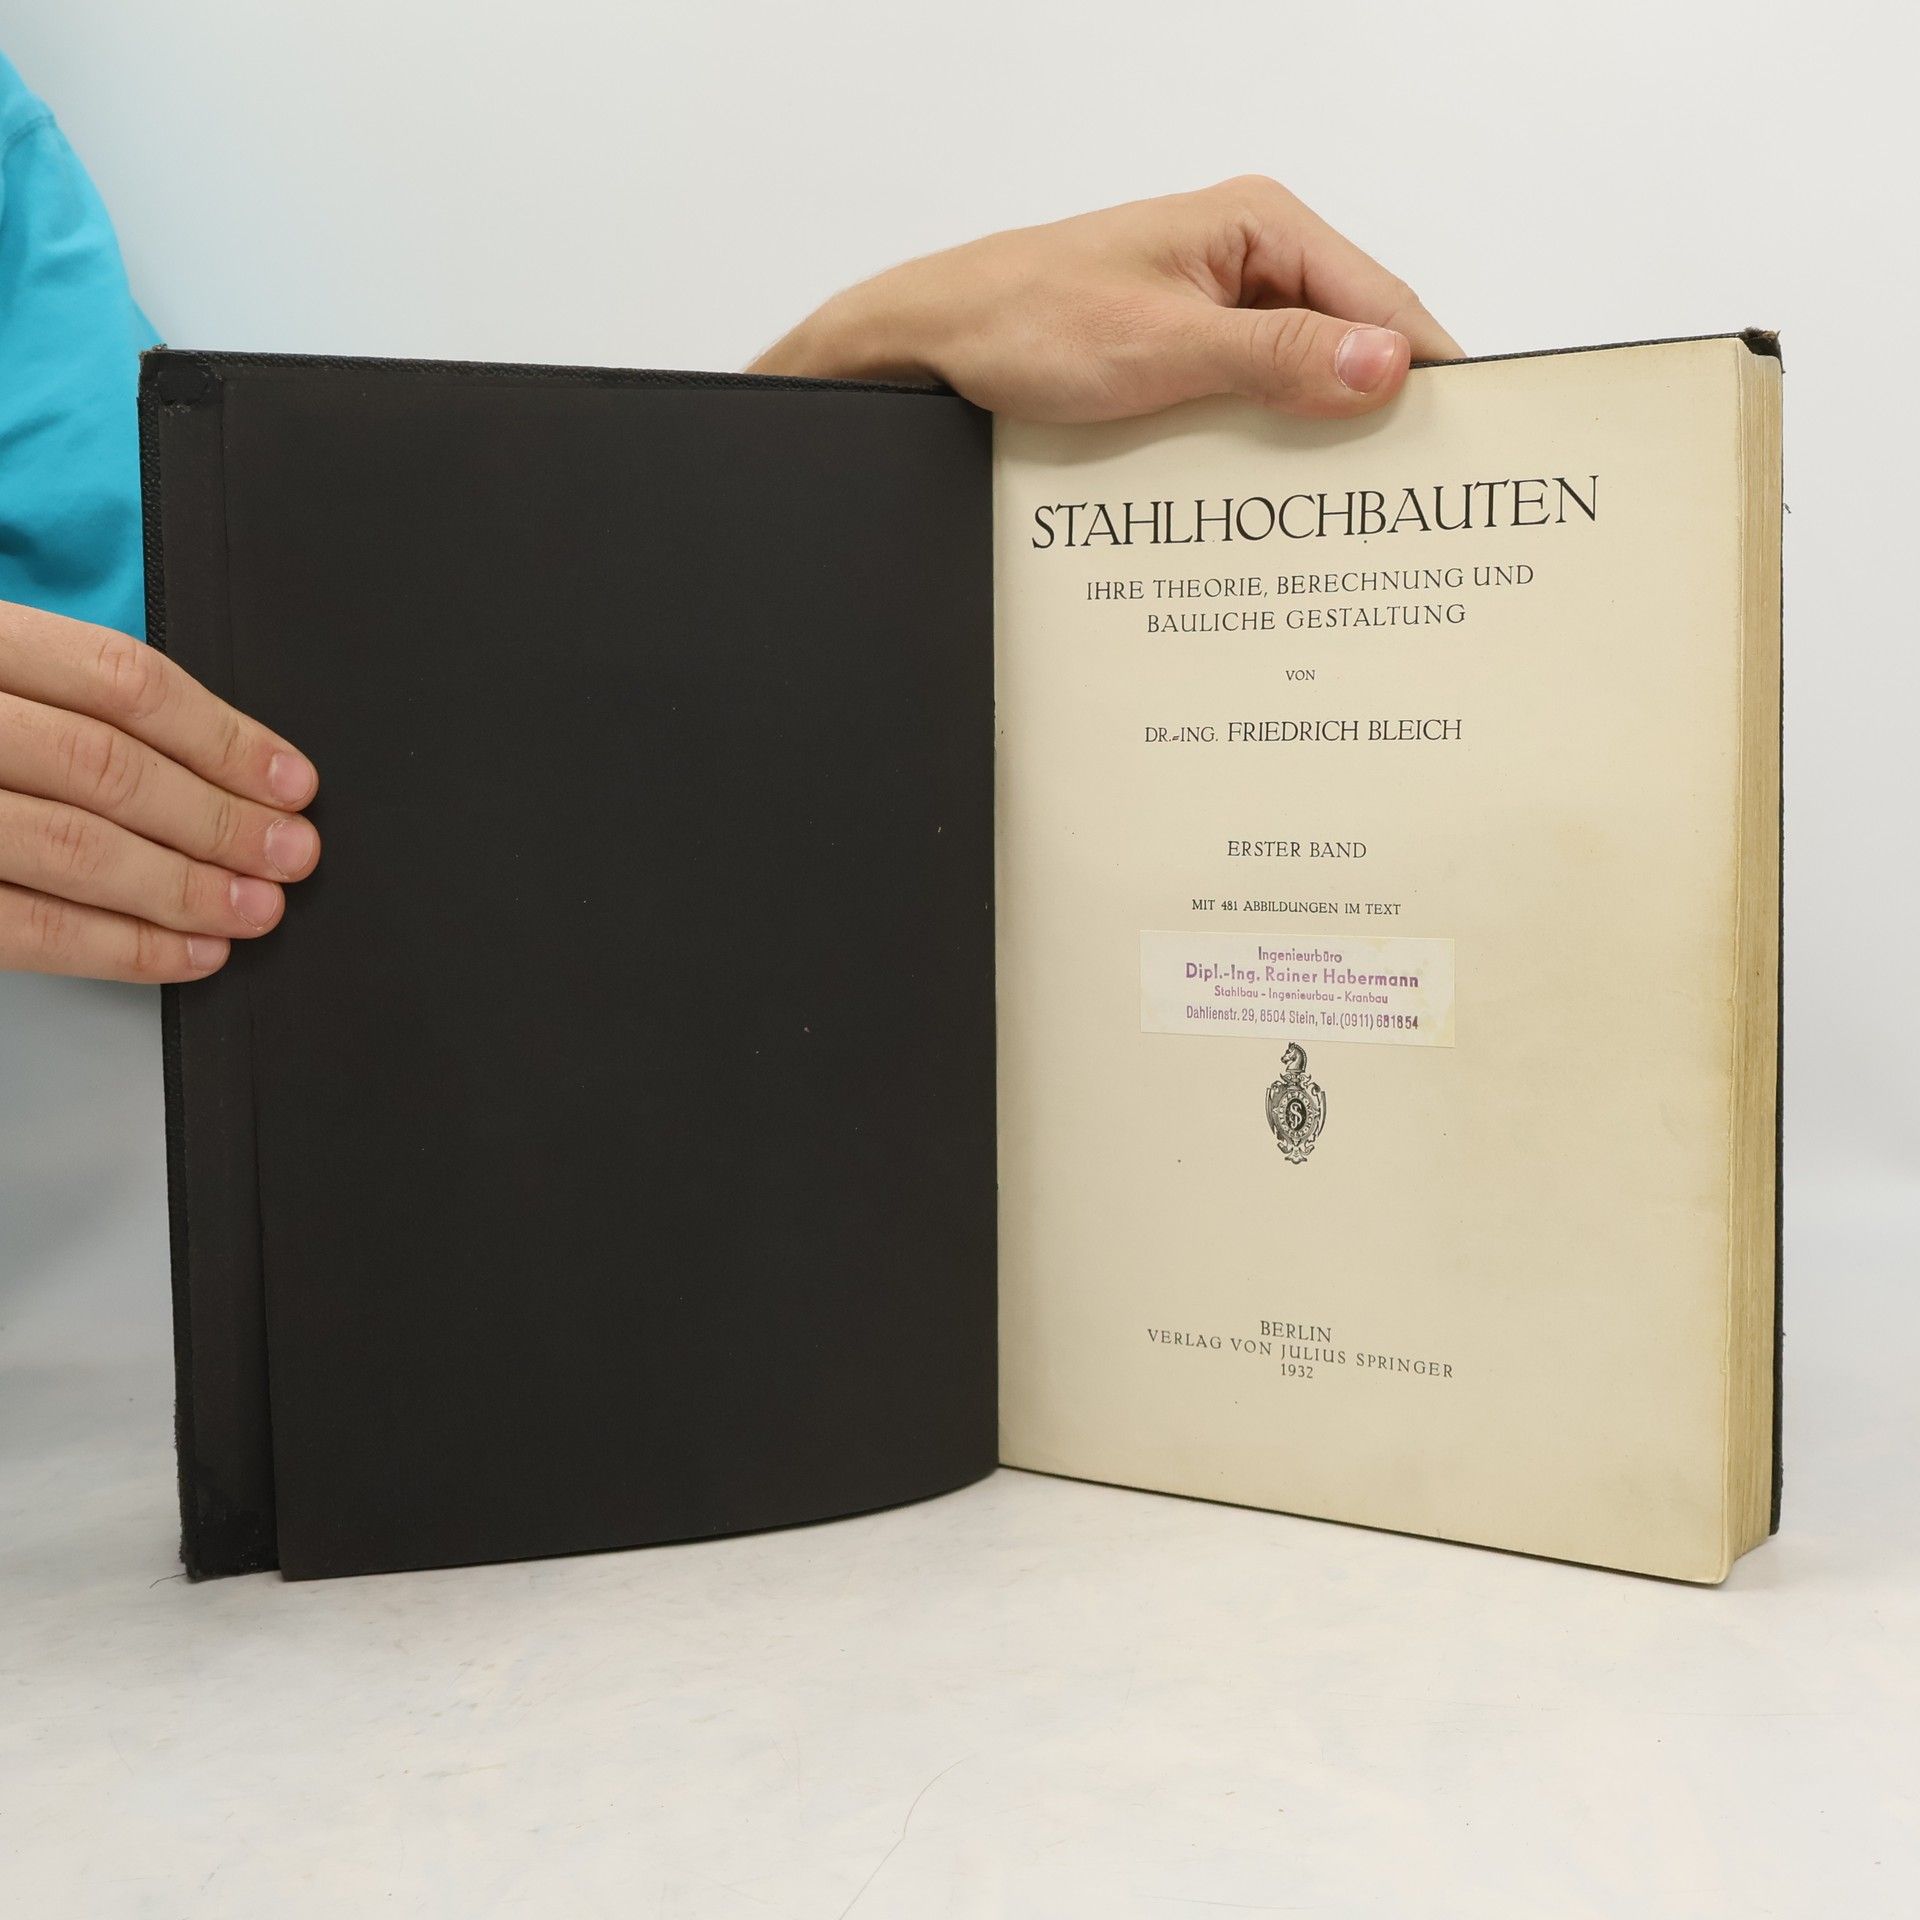 STAHLHOCHBAUTEN
IHRE THEORIE, BERECHNUNG UND
BAULICHE GESTALTUNG
VON
DR.=ING. FRIEDRICH BLEICH
ERSTER BAND
MIT 481 ABBILDUNGEN IM TEXT
Ingenieurbüro
Dipl.-Ing. Rainer Habermann
Stahlbau - Ingenieurbau - Kranbau
Dahlienstr. 29, 8504 Stein, Tel. (0911) 681854
BERLIN
VERLAG VON JULIUS SPRINGER
1932